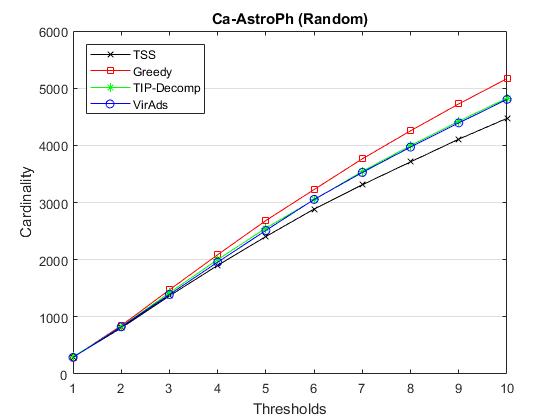 Ca-AstroPh (Random)
TSS
Greedy
TIP-Decomp
VirAds
Cardinality
6000
5000
4000
3000
2000
1000
0
1 2 3 4 5 6 7 8 9 10
Thresholds